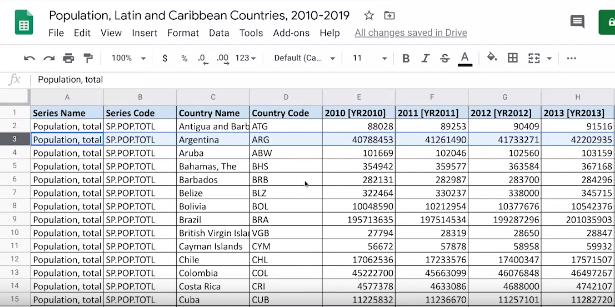 Population, Latin and Caribbean Countries, 2010-2019
File Edit View Insert Format Data Tools Add-ons Help All changes saved in Drive
100% $ % .0 .00 123 Default (Ca... 11 B I S A
fx Population, total
A B C D E F G H
1 Series Name Series Code Country Name Country Code 2010 [YR2010] 2011 [YR2011] 2012 [YR2012] 2013 [YR2013]
2 Population, total SP.POP.TOTL Antigua and Barb ATG 88028 89253 90409 91516
3 Population, total SP.POP.TOTL Argentina ARG 40788453 41261490 41733271 42202935
4 Population, total SP.POP.TOTL Aruba ABW 101669 102046 102560 103159
5 Population, total SP.POP.TOTL Bahamas, The BHS 354942 359577 363584 367168
6 Population, total SP.POP.TOTL Barbados BRB 282131 282987 283700 284296
7 Population, total SP.POP.TOTL Belize BLZ 322464 330237 338000 345715
8 Population, total SP.POP.TOTL Bolivia BOL 10048590 10212954 10377676 10542376
9 Population, total SP.POP.TOTL Brazil BRA 195713635 197514534 199287296 201035903
10 Population, total SP.POP.TOTL British Virgin Isla VGB 27794 28319 28650 28847
11 Population, total SP.POP.TOTL Cayman Islands CYM 56672 57878 58958 59932
12 Population, total SP.POP.TOTL Chile CHL 17062536 17233576 17400347 17571507
13 Population, total SP.POP.TOTL Colombia COL 45222700 45663099 46076848 46497267
14 Population, total SP.POP.TOTL Costa Rica CRI 4577378 4633086 4688000 4742107
15 Population, total SP.POP.TOTL Cuba CUB 11225832 11236670 11257101 11282720